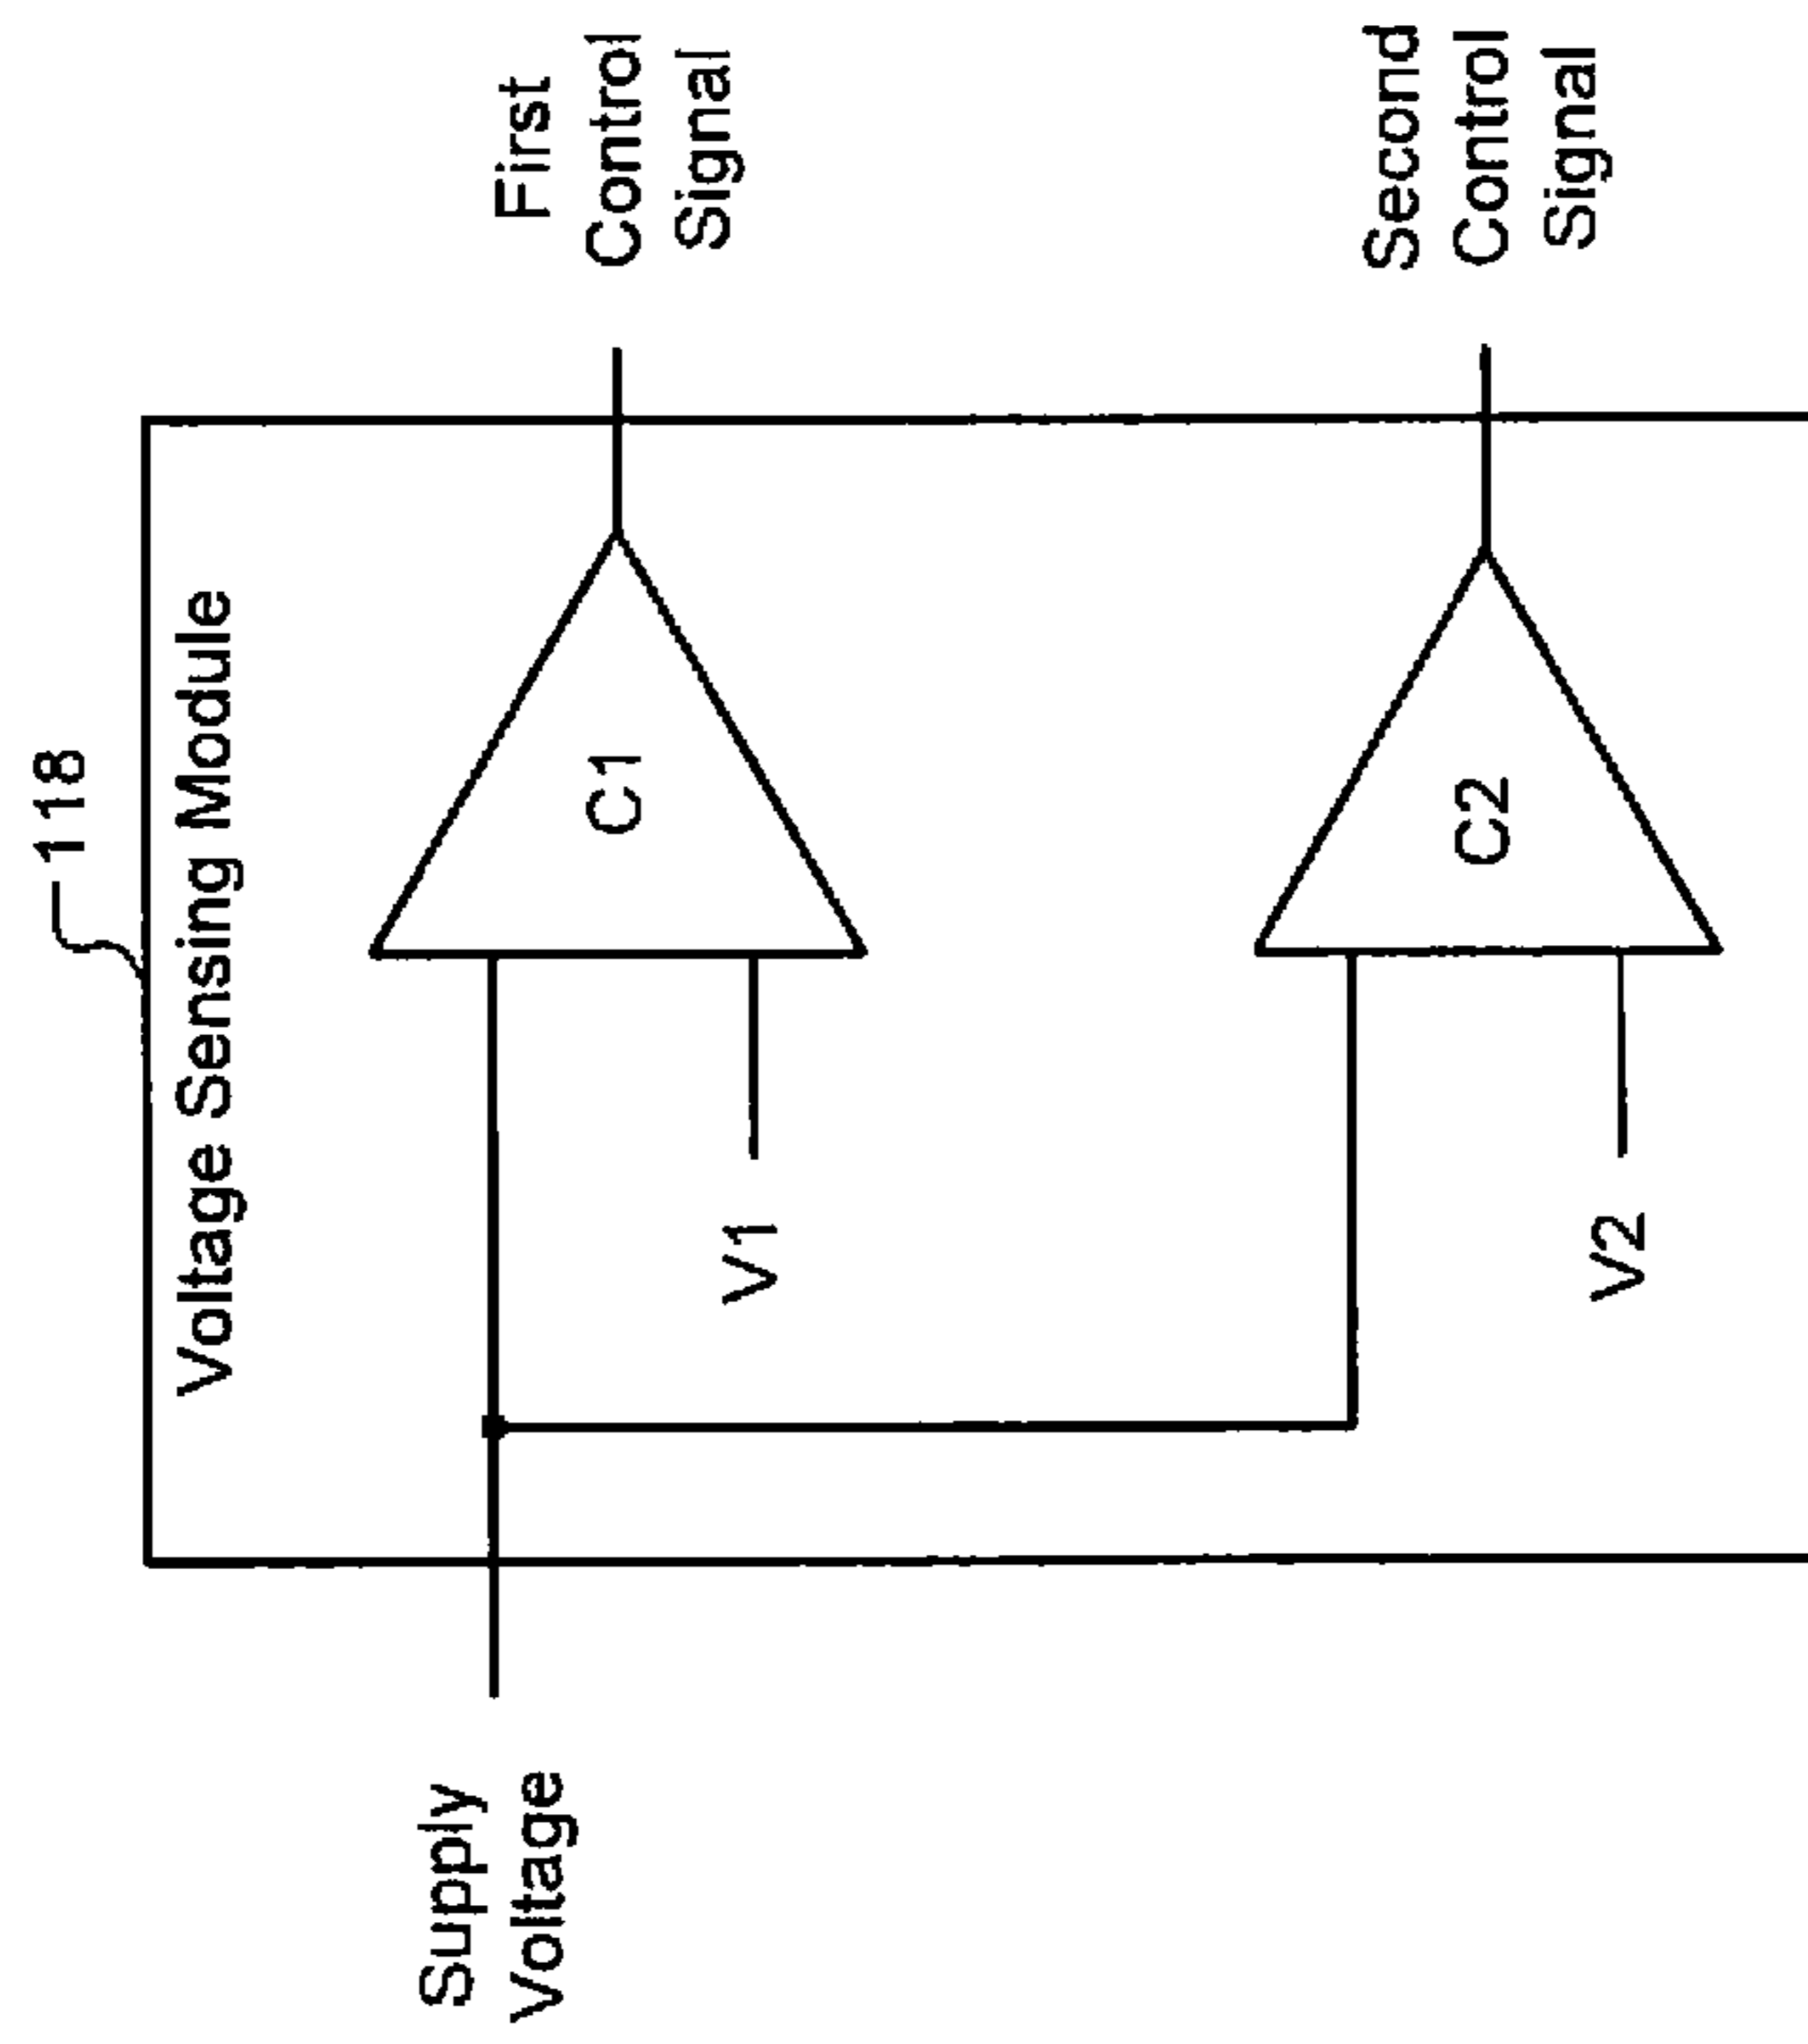 118
Voltage Sensing Module
Supply
Voltage
C1
V1
First
Control
Signal
C2
V2
Second
Control
Signal